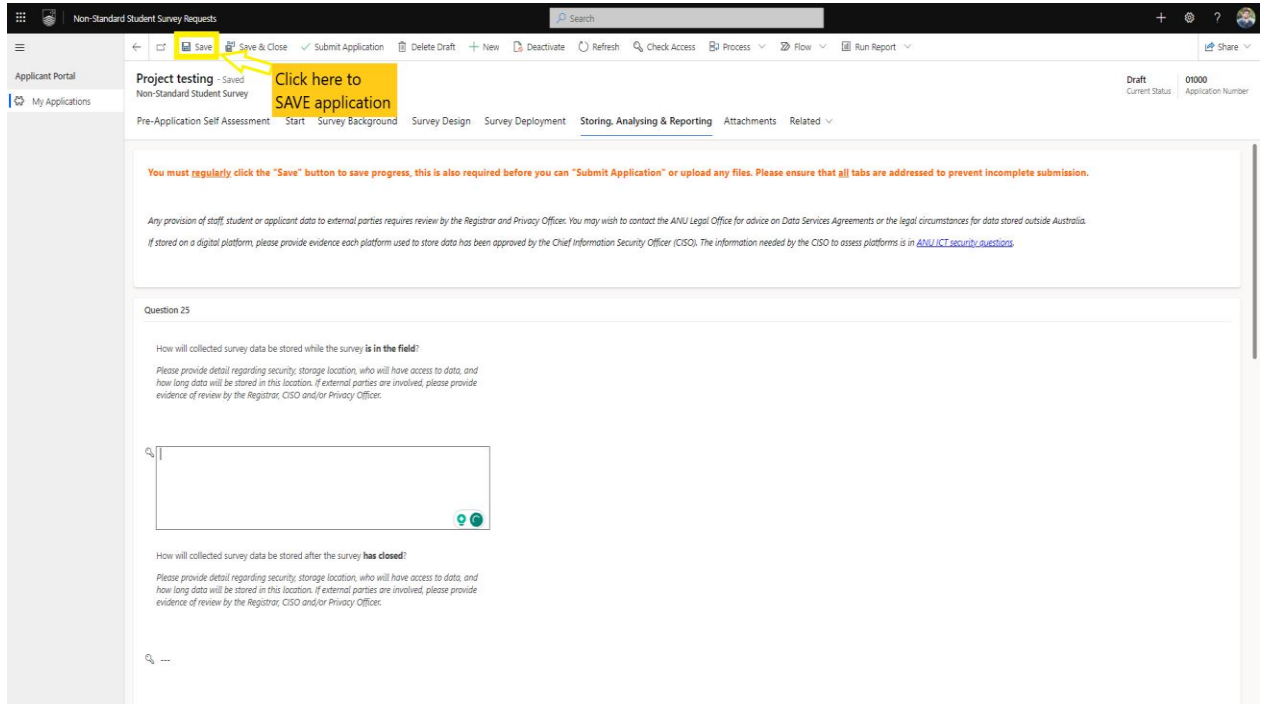 Non-Standard Student Survey Requests
Search
Save
Save & Close
Submit Application
Delete Draft
New
Deactivate
Refresh
Check Access
Process
Flow
Run Report
Share
Applicant Portal
My Applications
Project testing - Saved
Non-Standard Student Survey
Click here to
SAVE application
Draft
Current Status
01000
Application Number
Pre-Application Self Assessment
Start
Survey Background
Survey Design
Survey Deployment
Storing, Analysing & Reporting
Attachments
Related
You must regularly click the "Save" button to save progress, this is also required before you can "Submit Application" or upload any files. Please ensure that all tabs are addressed to prevent incomplete submission.
Any provision of staff, student or applicant data to external parties requires review by the Registrar and Privacy Officer. You may wish to contact the ANU Legal Office for advice on Data Services Agreements or the legal circumstances for data stored outside Australia.
If stored on a digital platform, please provide evidence each platform used to store data has been approved by the Chief Information Security Officer (CISO). The information needed by the CISO to assess platforms is in ANU ICT security questions.
Question 25
How will collected survey data be stored while the survey is in the field?
Please provide detail regarding security, storage location, who will have access to data, and
how long data will be stored in this location. If external parties are involved, please provide
evidence of review by the Registrar, CISO and/or Privacy Officer.
How will collected survey data be stored after the survey has closed?
Please provide detail regarding security, storage location, who will have access to data, and
how long data will be stored in this location. If external parties are involved, please provide
evidence of review by the Registrar, CISO and/or Privacy Officer.
---